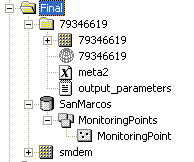 Final
79346619
79346619
79346619
meta2
output_parameters
SanMarcos
MonitoringPoints
MonitoringPoint
smdem